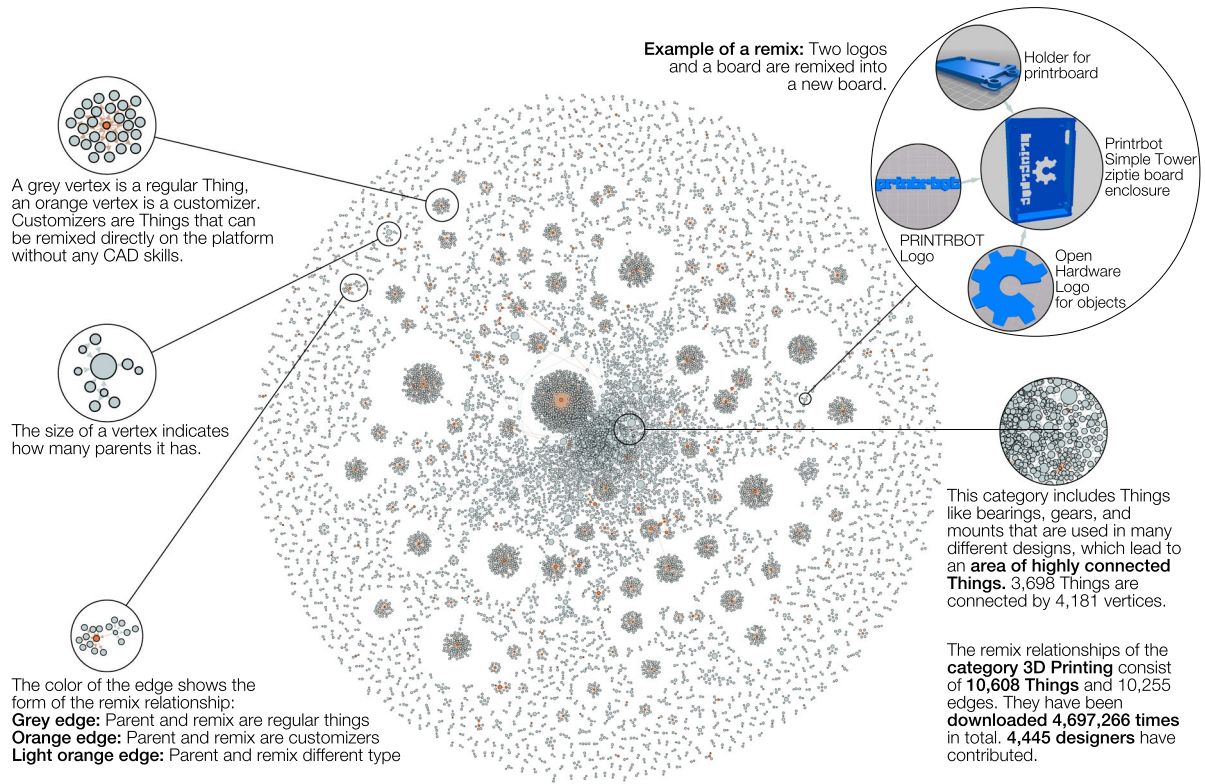 Example of a remix: Two logos
and a board are remixed into
a new board.
Holder for
printrboard
Printrbot
Simple Tower
ziptie board
enclosure
PRINTRBOT
Logo
Open
Hardware
Logo
for objects
A grey vertex is a regular Thing,
an orange vertex is a customizer.
Customizers are Things that can
be remixed directly on the platform
without any CAD skills.
The size of a vertex indicates
how many parents it has.
The color of the edge shows the
form of the remix relationship:
Grey edge: Parent and remix are regular things
Orange edge: Parent and remix are customizers
Light orange edge: Parent and remix different type
This category includes Things
like bearings, gears, and
mounts that are used in many
different designs, which lead to
an area of highly connected
Things. 3,698 Things are
connected by 4,181 vertices.
The remix relationships of the
category 3D Printing consist
of 10,608 Things and 10,255
edges. They have been
downloaded 4,697,266 times
in total. 4,445 designers have
contributed.